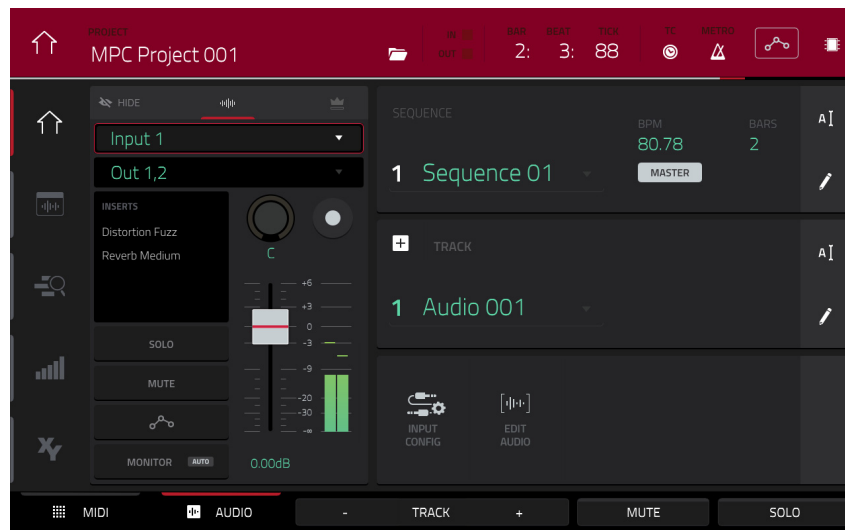 PROJECT
MPC Project 001
IN
OUT
BAR BEAT TICK
2: 3: 88
TC METRO
HIDE
Input 1
Out 1,2
INSERTS
Distortion Fuzz
Reverb Medium
C
+6
+3
0
-3
-9
-20
-30
-∞
SOLO
MUTE
MONITOR AUTO
0.00dB
SEQUENCE
BPM
80.78
BARS
2
MASTER
1 Sequence 01
TRACK
1 Audio 001
INPUT
CONFIG
EDIT
AUDIO
XY
MIDI AUDIO - TRACK + MUTE SOLO